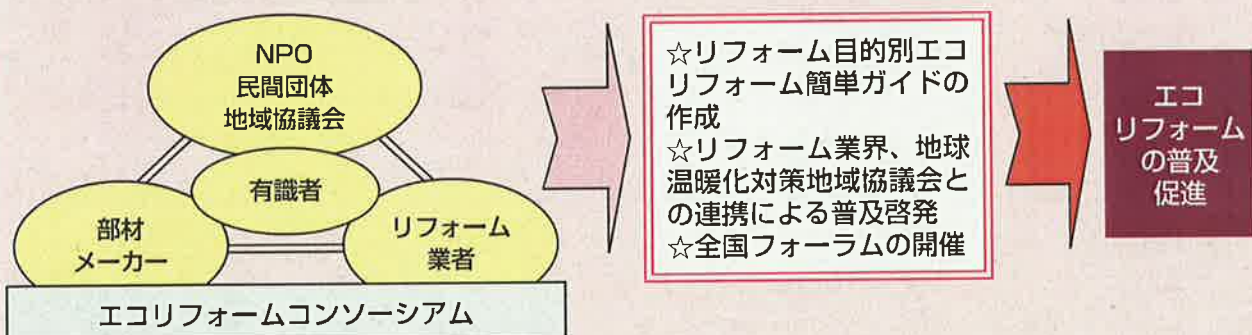 NPO
民間団体
地域協議会
有識者
部材
メーカー
リフォーム
業者
エコリフォームコンソーシアム
☆リフォーム目的別エコ
リフォーム簡単ガイドの
作成
☆リフォーム業界、地球
温暖化対策地域協議会と
の連携による普及啓発
☆全国フォーラムの開催
エコ
リフォーム
の普及
促進